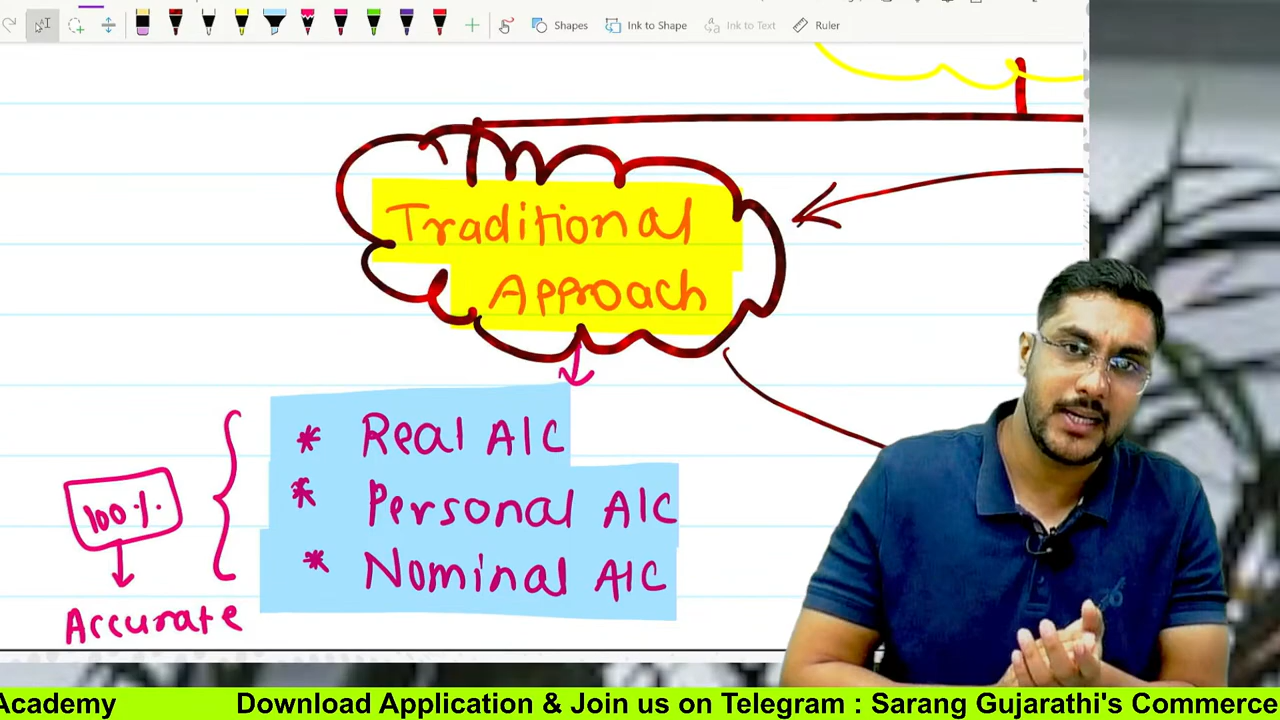 Shapes
Ink to Shape
Ink to Text
Ruler
Traditional
Approach
* Real A/C
* Personal A/C
* Nominal A/C
100%
Accurate
Academy Download Application & Join us on Telegram : Sarang Gujarathi's Commerce